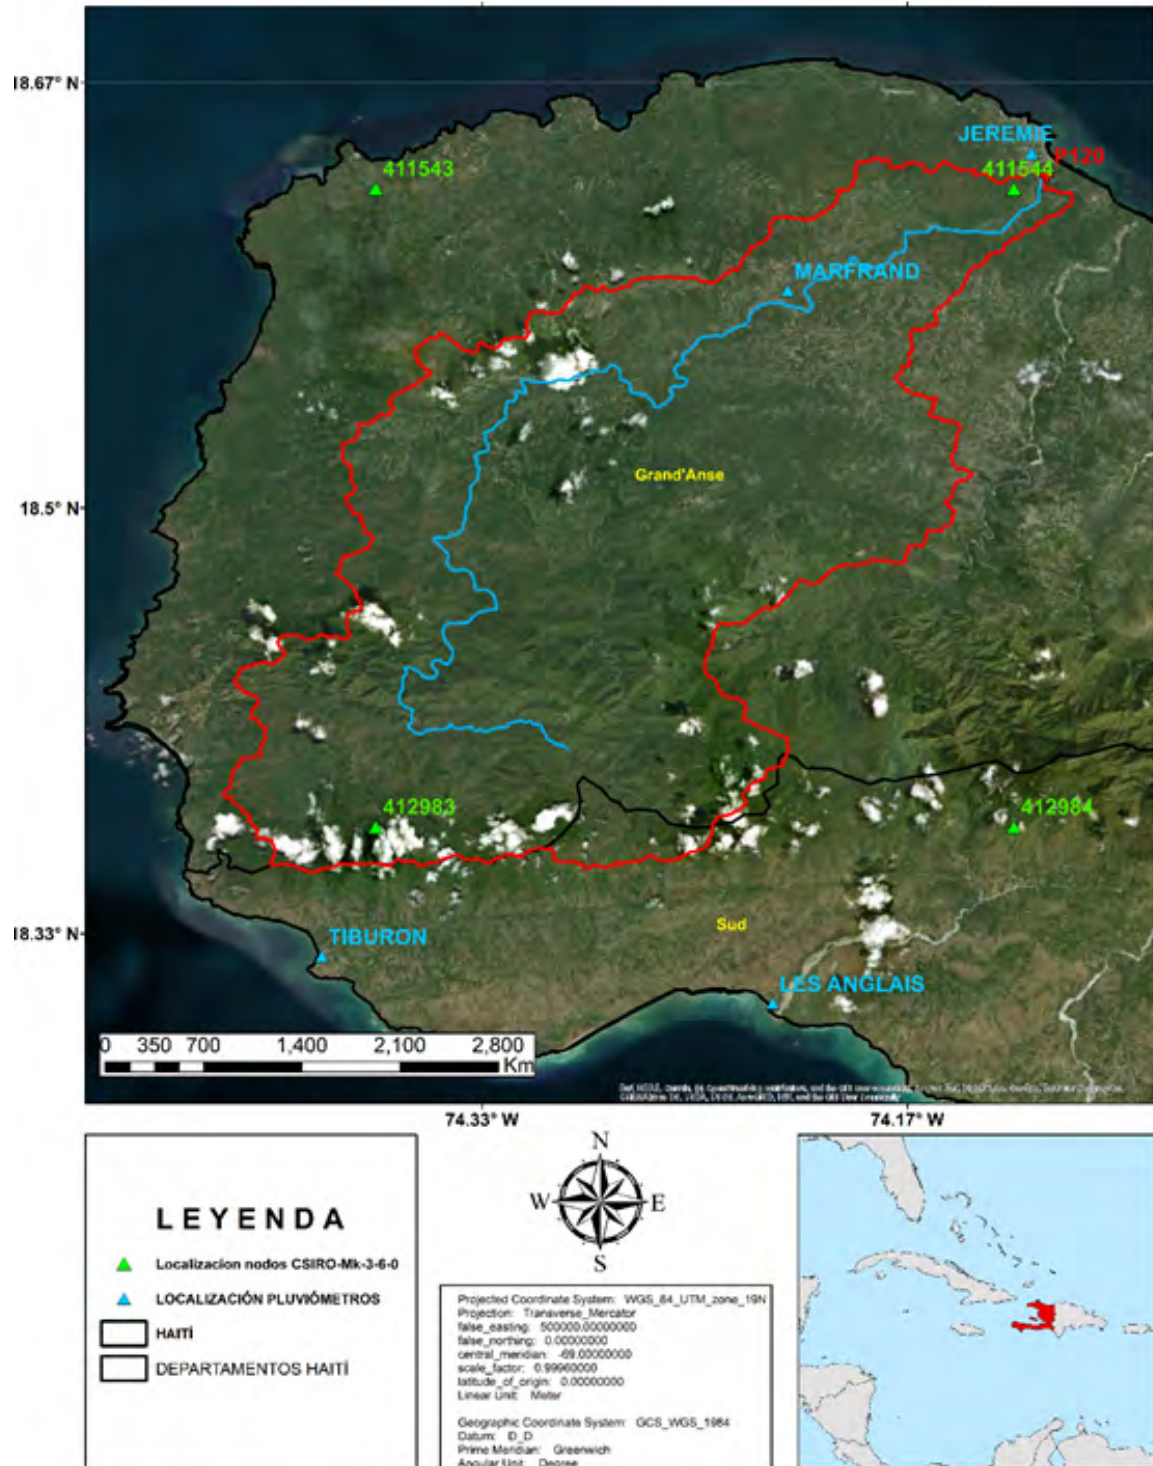 18.67° N
JEREMIE
P120
411543
411544
MARFRAND
Grand'Anse
18.5° N
412983
412984
Sud
18.33° N
TIBURON
LES ANGLAIS
0 350 700 1,400 2,100 2,800
Km
74.33° W
74.17° W
LEYENDA
Localizacion nodos CSIRO-Mk-3-6-0
LOCALIZACIÓN PLUVIÓMETROS
HAITÍ
DEPARTAMENTOS HAITÍ
N
W E
S
Projected Coordinate System: WGS_84_UTM_zone_19N
Projection: Transverse_Mercator
false_easting: 500000.00000000
false_northing: 0.00000000
central_meridian: -69.00000000
scale_factor: 0.99960000
latitude_of_origin: 0.00000000
Linear Unit: Meter
Geographic Coordinate System: GCS_WGS_1984
Datum: D_D
Prime Meridian: Greenwich
Angular Unit: Degree